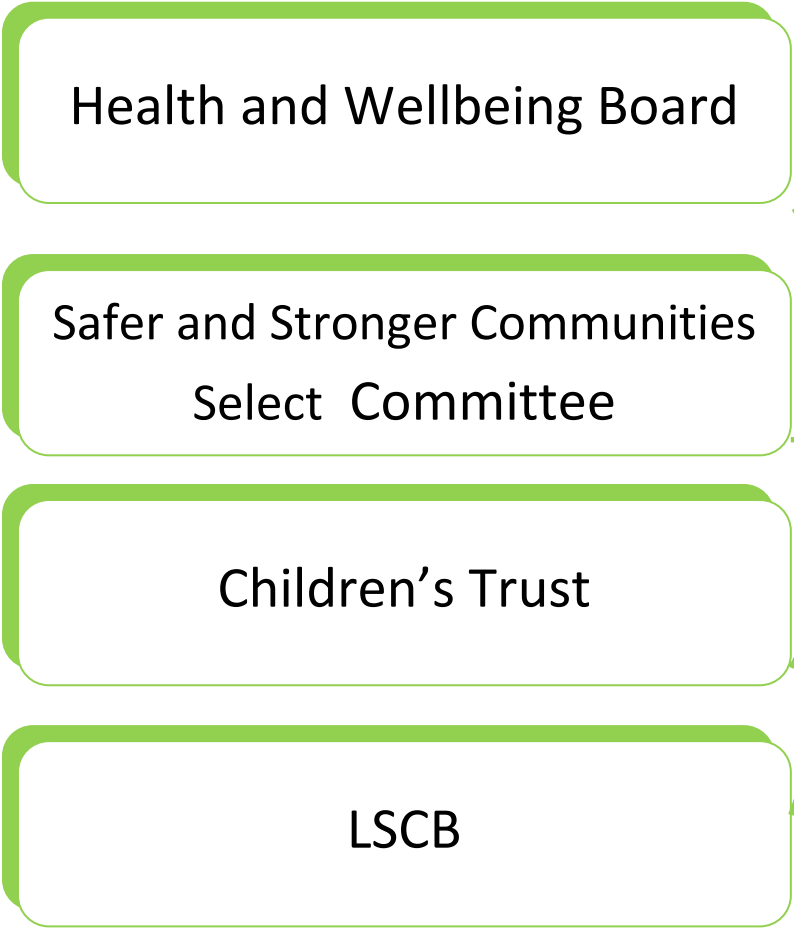 Health and Wellbeing Board
Safer and Stronger Communities
Select Committee
Children’s Trust
LSCB